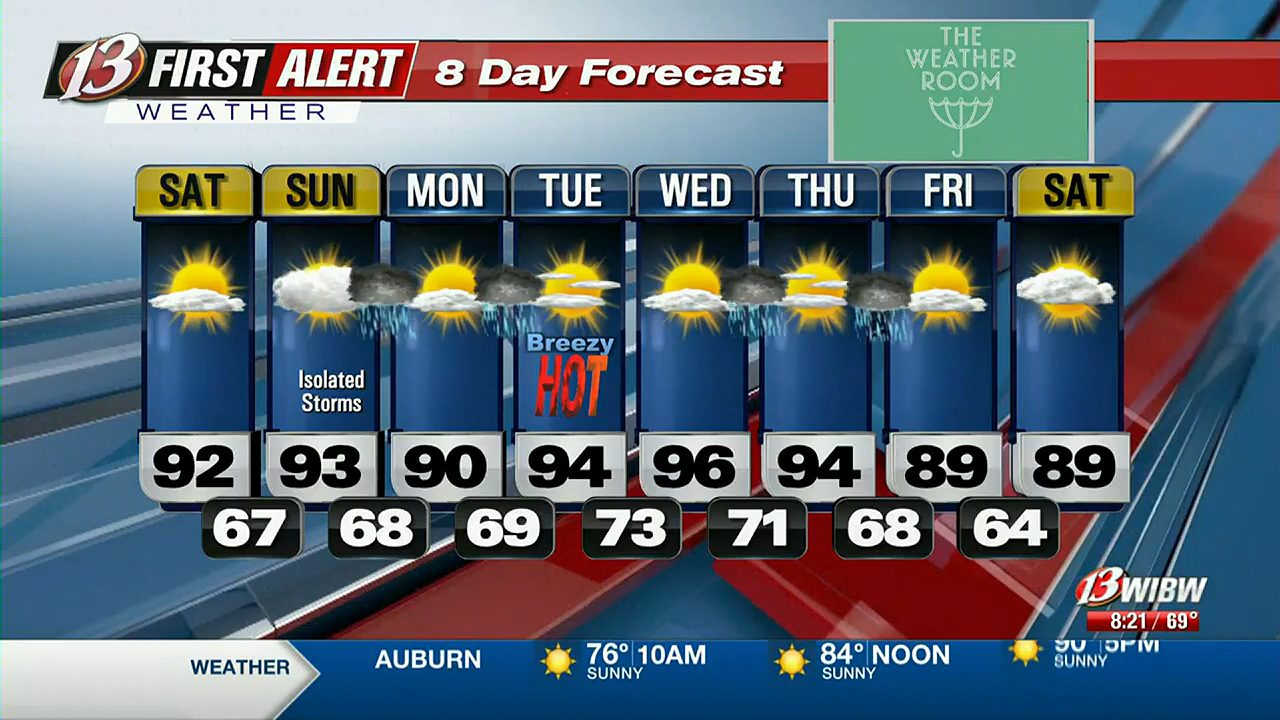 13 FIRST ALERT
WEATHER
8 Day Forecast
THE
WEATHER
ROOM
SAT SUN MON TUE WED THU FRI SAT
Breezy
HOT
Isolated
Storms
92 93 90 94 96 94 89 89
67 68 69 73 71 68 64
13 WIBW
8:21 / 69°
WEATHER
AUBURN
76° 10AM
SUNNY
84° NOON
SUNNY
90° 5PM
SUNNY